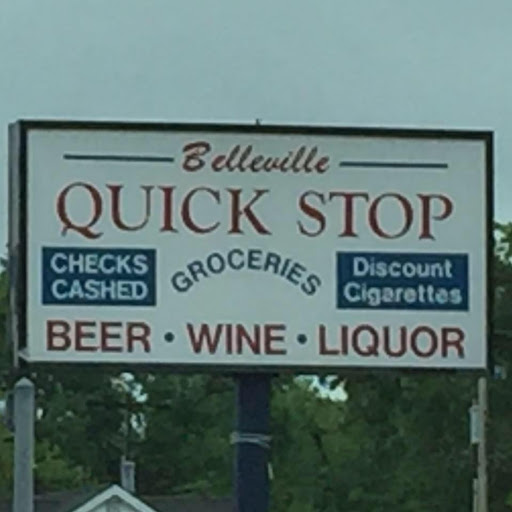 Belleville
QUICK STOP
CHECKS
CASHED
GROCERIES
Discount
Cigarettes
BEER • WINE • LIQUOR